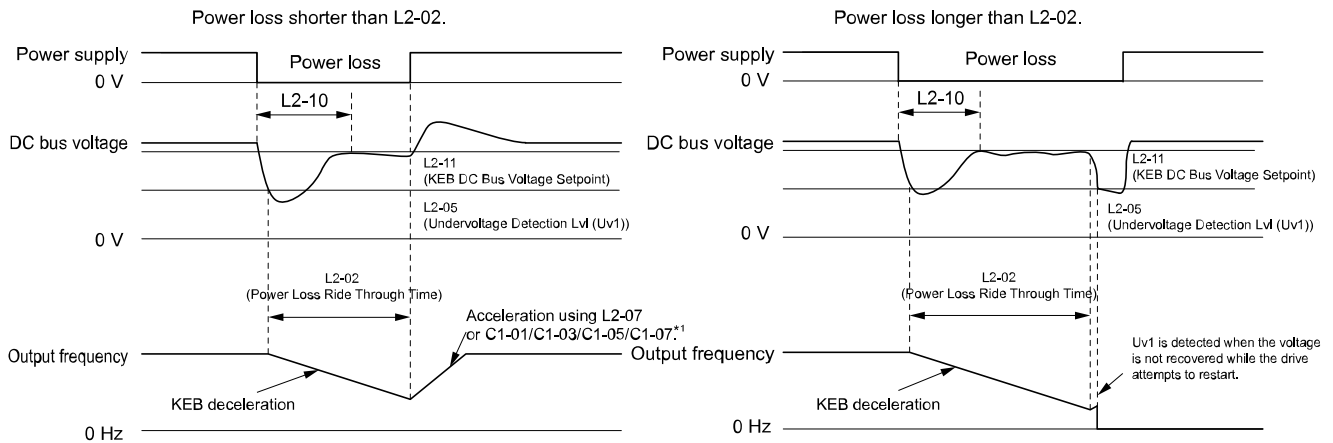 Power loss shorter than L2-02.
Power supply
Power loss
0 V
L2-10
DC bus voltage
L2-11
(KEB DC Bus Voltage Setpoint)
L2-05
(Undervoltage Detection Lvl (Uv1))
0 V
L2-02
(Power Loss Ride Through Time)
Acceleration using L2-07
or C1-01/C1-03/C1-05/C1-07.*1
Output frequency
KEB deceleration
0 Hz
Power loss longer than L2-02.
Power supply
Power loss
0 V
L2-10
DC bus voltage
L2-11
(KEB DC Bus Voltage Setpoint)
L2-05
(Undervoltage Detection Lvl (Uv1))
0 V
L2-02
(Power Loss Ride Through Time)
Output frequency
Uv1 is detected when the voltage
is not recovered while the drive
attempts to restart.
KEB deceleration
0 Hz